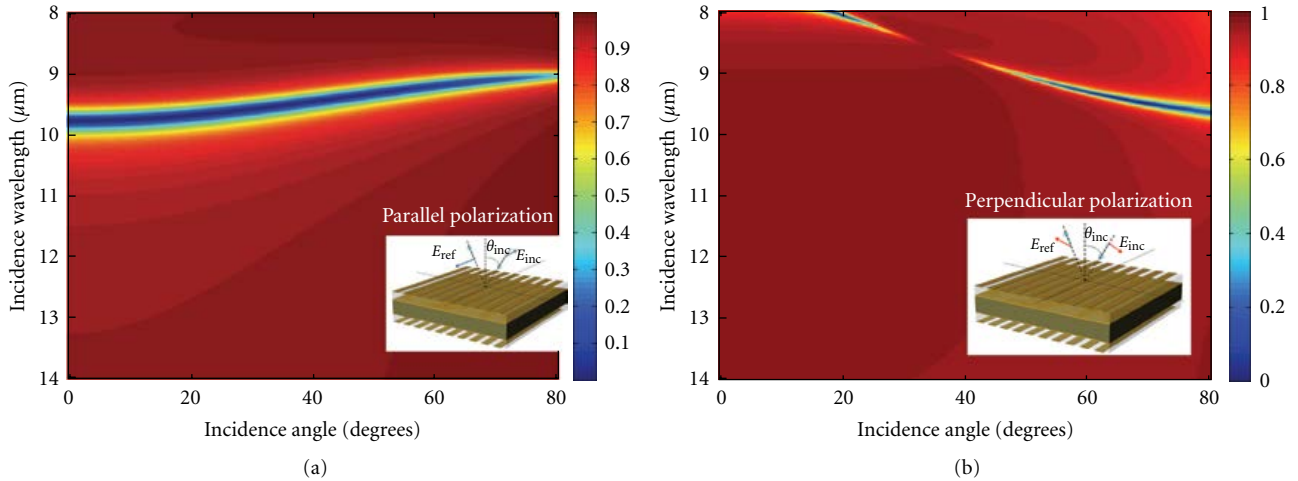 8
9
10
11
12
13
14
Incidence wavelength (μm)
0
20
40
60
80
Incidence angle (degrees)
Parallel polarization
E_ref
θ_inc
E_inc
0.9
0.8
0.7
0.6
0.5
0.4
0.3
0.2
0.1
(a)
8
9
10
11
12
13
14
Incidence wavelength (μm)
0
20
40
60
80
Incidence angle (degrees)
Perpendicular polarization
E_ref
θ_inc
E_inc
1
0.8
0.6
0.4
0.2
0
(b)